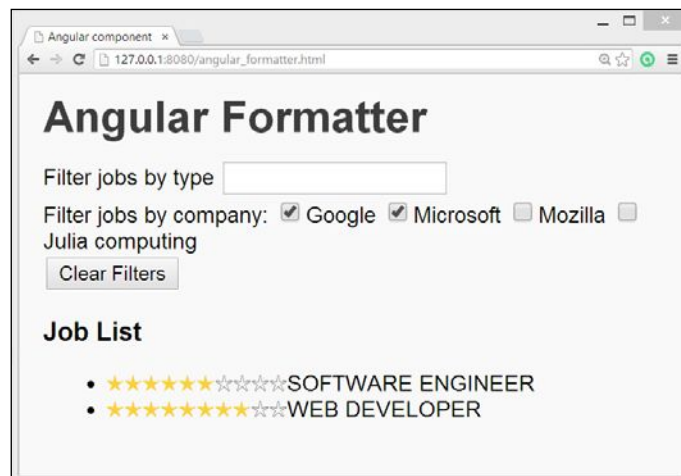 Angular component
127.0.0.1:8080/angular_formatter.html
Angular Formatter
Filter jobs by type
Filter jobs by company: Google Microsoft Mozilla
Julia computing
Clear Filters
Job List
• ★★★★★★☆☆☆☆SOFTWARE ENGINEER
• ★★★★★★★★☆☆WEB DEVELOPER